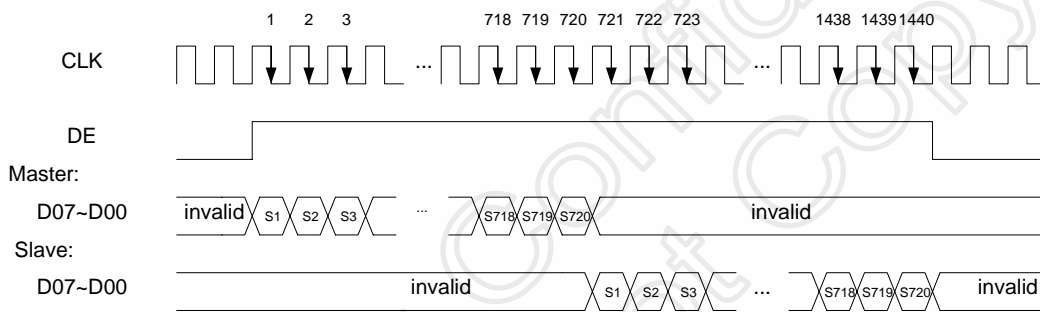 1 2 3 718 719 720 721 722 723 1438 1439 1440
CLK ... ...
DE
Master:
D07~D00 invalid S1 S2 S3 ... S718 S719 S720 invalid
Slave:
D07~D00 invalid S1 S2 S3 ... S718 S719 S720 invalid